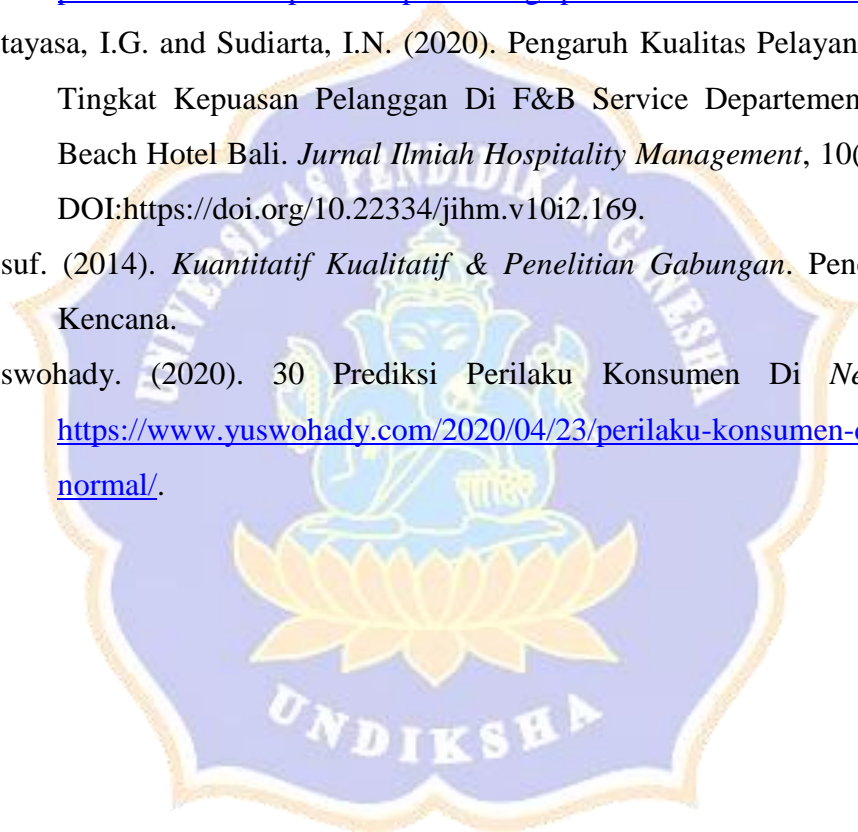 tayasa, I.G. and Sudiarta, I.N. (2020). Pengaruh Kualitas Pelayan
Tingkat Kepuasan Pelanggan Di F&B Service Departemen
Beach Hotel Bali. Jurnal Ilmiah Hospitality Management, 10(
DOI:https://doi.org/10.22334/jihm.v10i2.169.
suf. (2014). Kuantitatif Kualitatif & Penelitian Gabungan. Pen
Kencana.
swohady. (2020). 30 Prediksi Perilaku Konsumen Di Ne
https://www.yuswohady.com/2020/04/23/perilaku-konsumen-
normal/.
UNIVERSITAS PENDIDIKAN GANESHA
UNDIKSHA